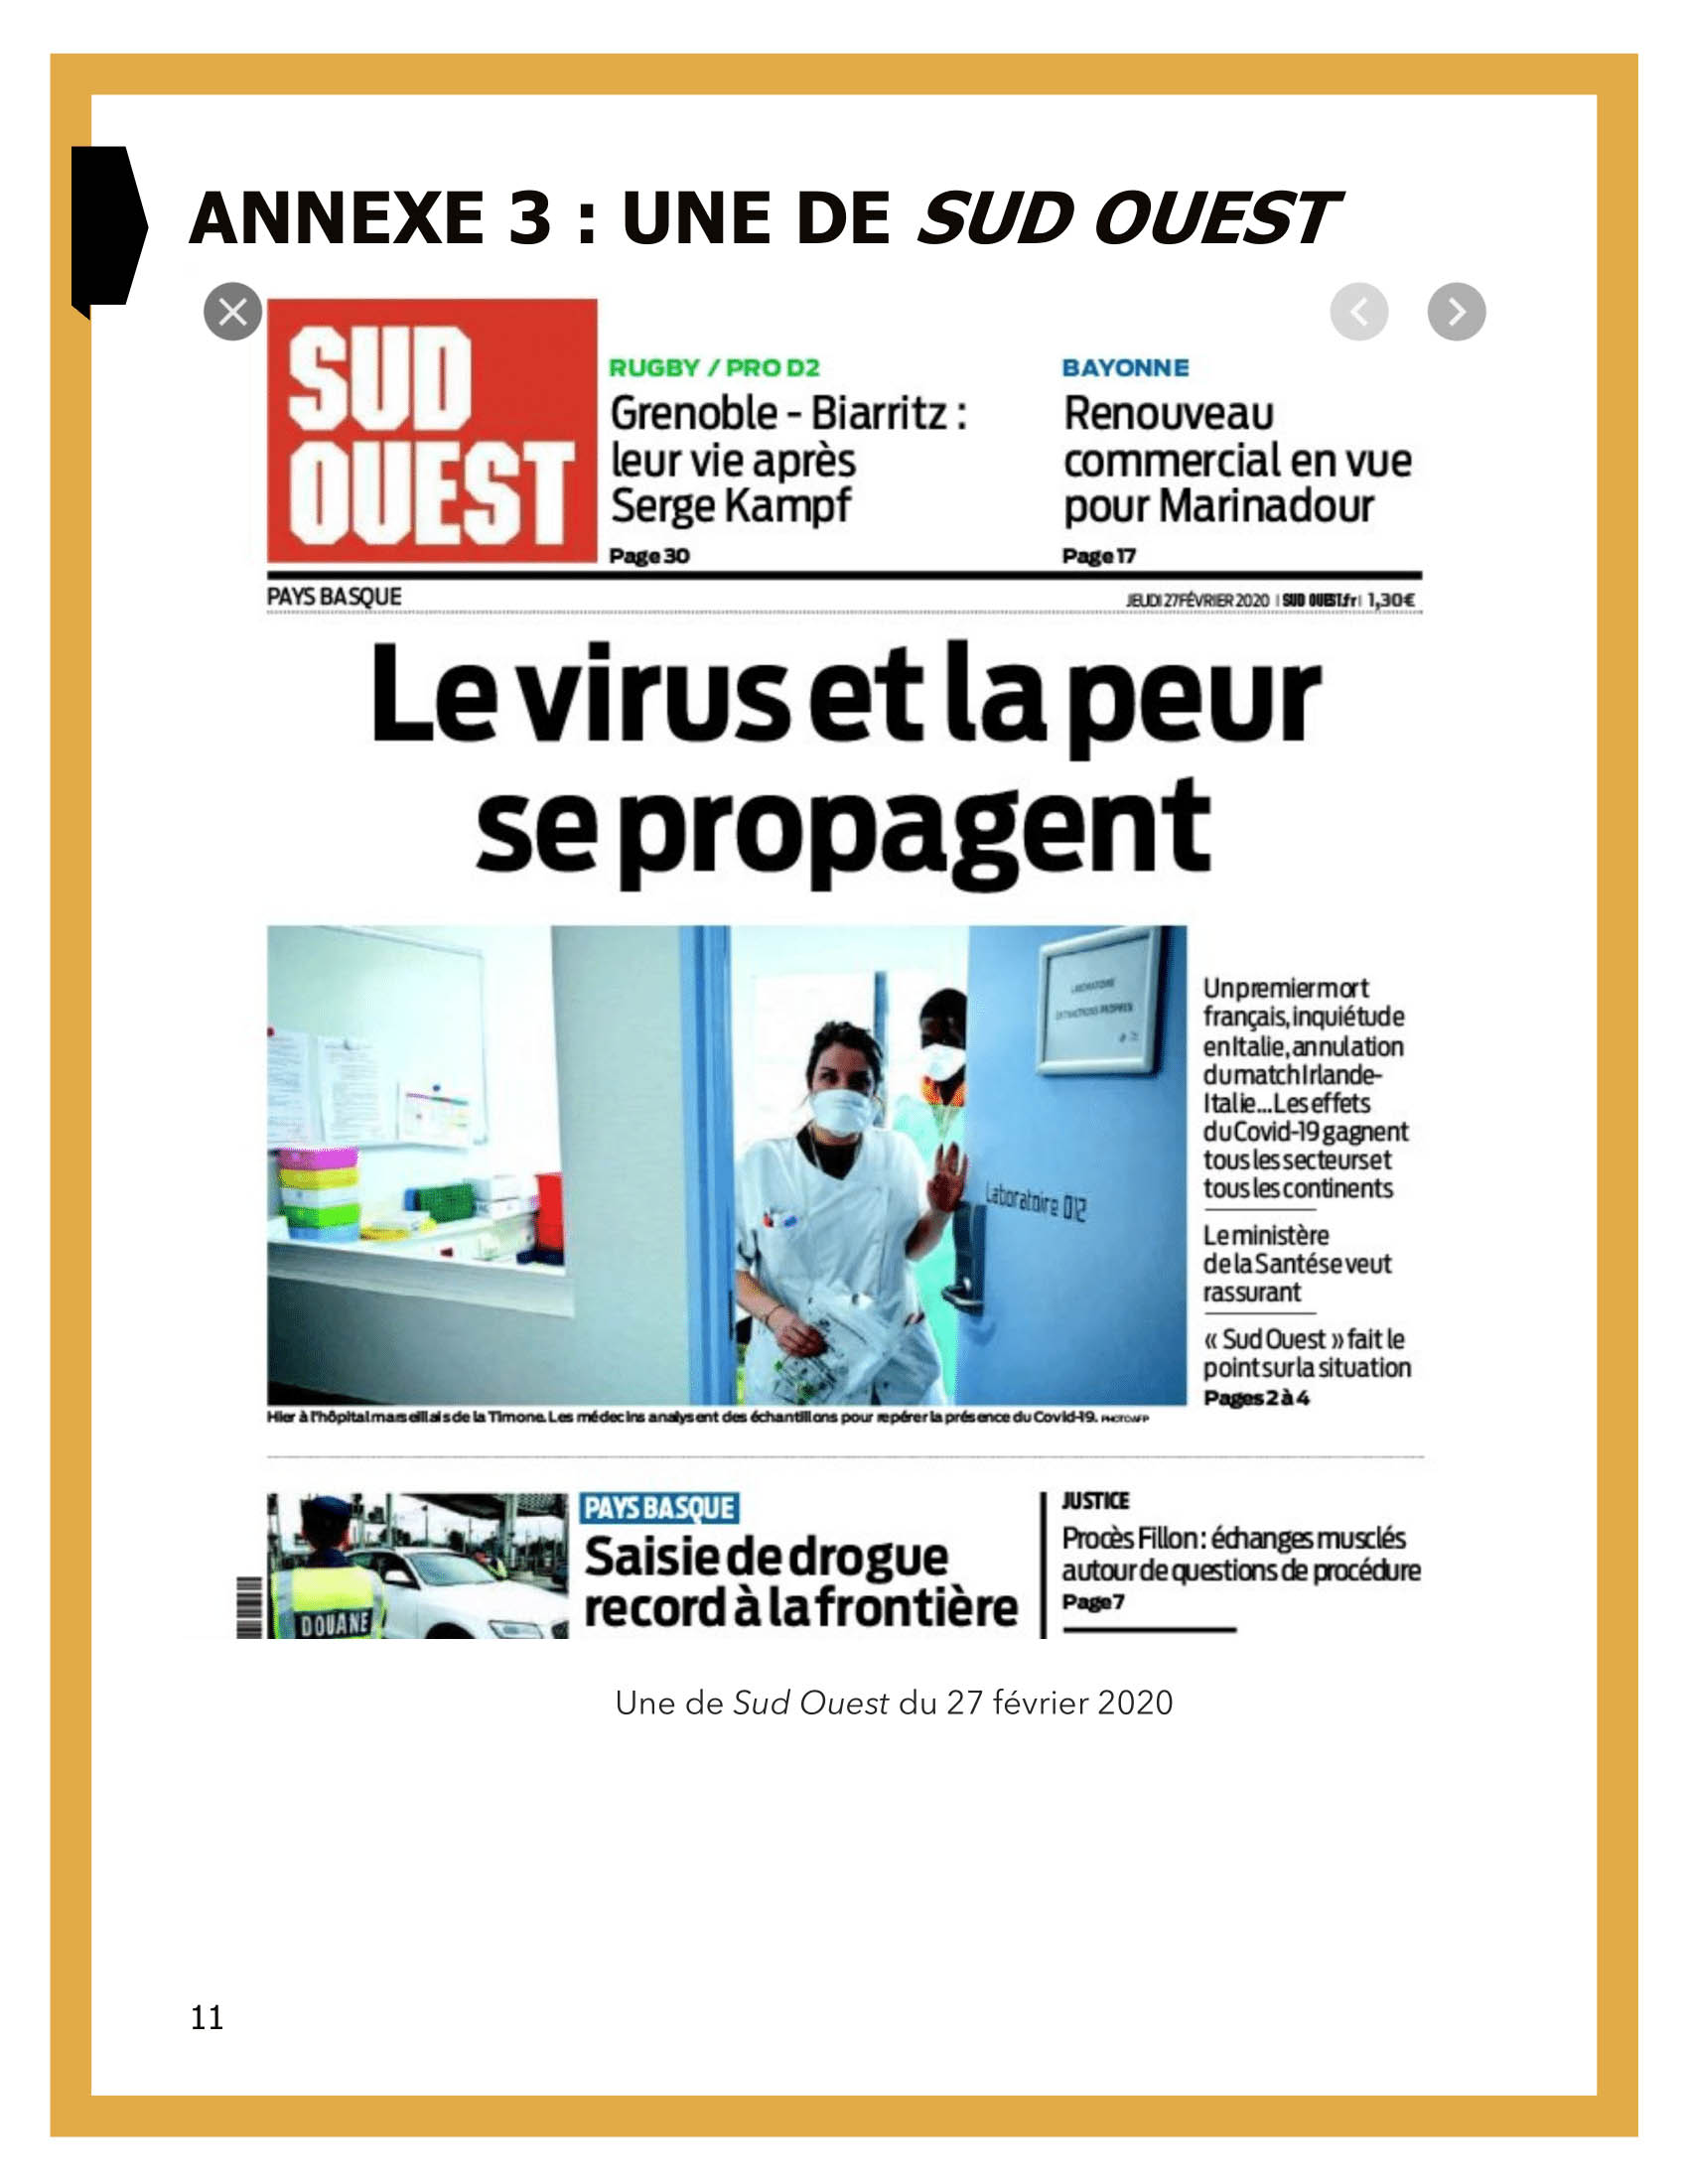 ANNEXE 3 : UNE DE SUD OUEST
SUD
OUEST
RUGBY / PRO D2
Grenoble - Biarritz :
leur vie après
Serge Kampf
Page 30
BAYONNE
Renouveau
commercial en vue
pour Marinadour
Page 17
PAYS BASQUE
JEUDI 27 FÉVRIER 2020 | SUD OUEST.fr | 1,30€
Le virus et la peur
se propagent
LABORATOIRE
EXTRACTIONS PROPRES
Laboratoire 012
Un premier mort
français, inquiétude
en Italie, annulation
du match Irlande-
Italie... Les effets
du Covid-19 gagnent
tous les secteurs et
tous les continents
Le ministère
de la Santé se veut
rassurant
« Sud Ouest » fait le
point sur la situation
Pages 2 à 4
Hier à l'hôpital marseillais de la Timone. Les médecins analysent des échantillons pour repérer la présence du Covid-19. PHOTO AFP
DOUANE
PAYS BASQUE
Saisie de drogue
record à la frontière
JUSTICE
Procès Fillon : échanges musclés
autour de questions de procédure
Page 7
Une de Sud Ouest du 27 février 2020
11